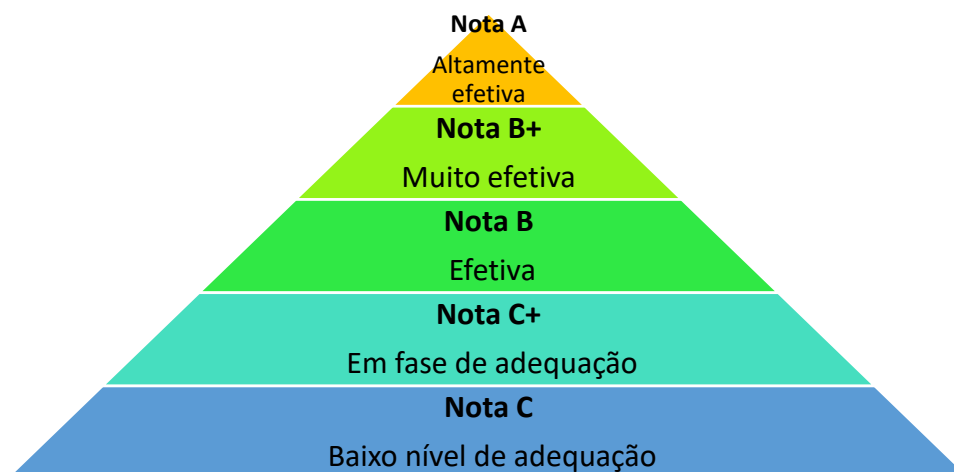 Nota A
Altamente
efetiva
Nota B+
Muito efetiva
Nota B
Efetiva
Nota C+
Em fase de adequação
Nota C
Baixo nível de adequação